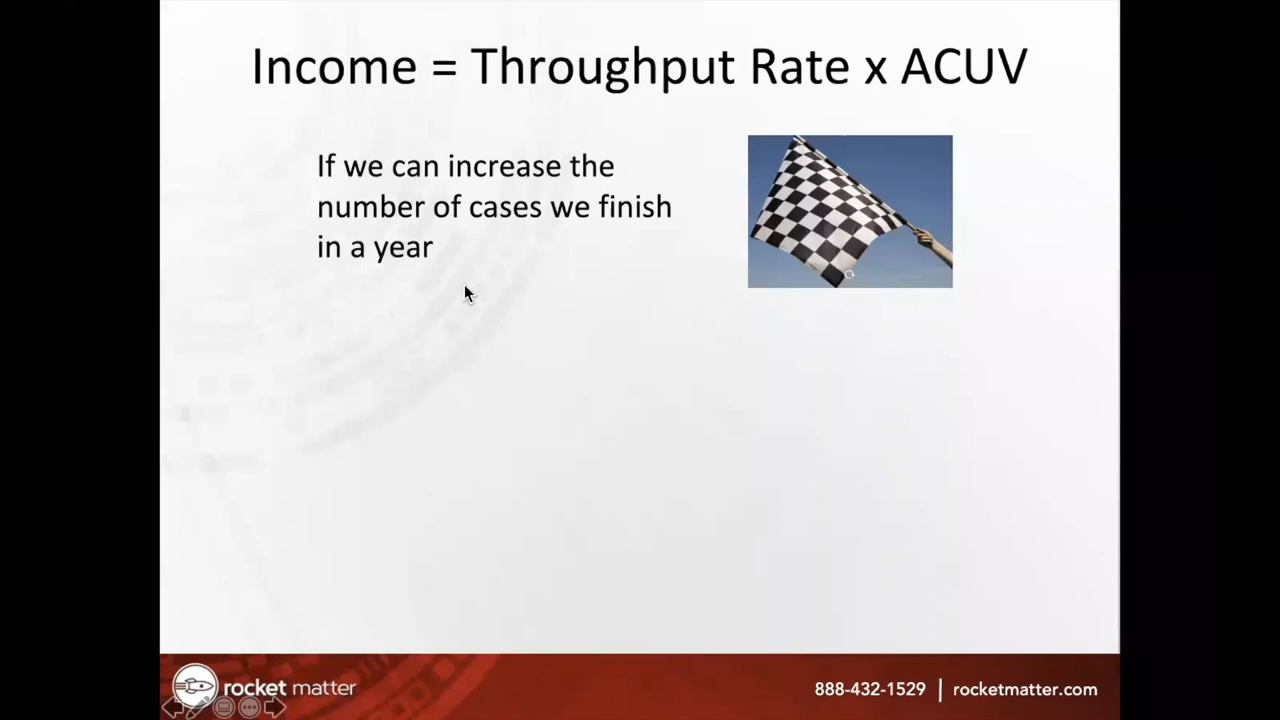 Income = Throughput Rate x ACUV
If we can increase the
number of cases we finish
in a year
rocket matter
888-432-1529 | rocketmatter.com